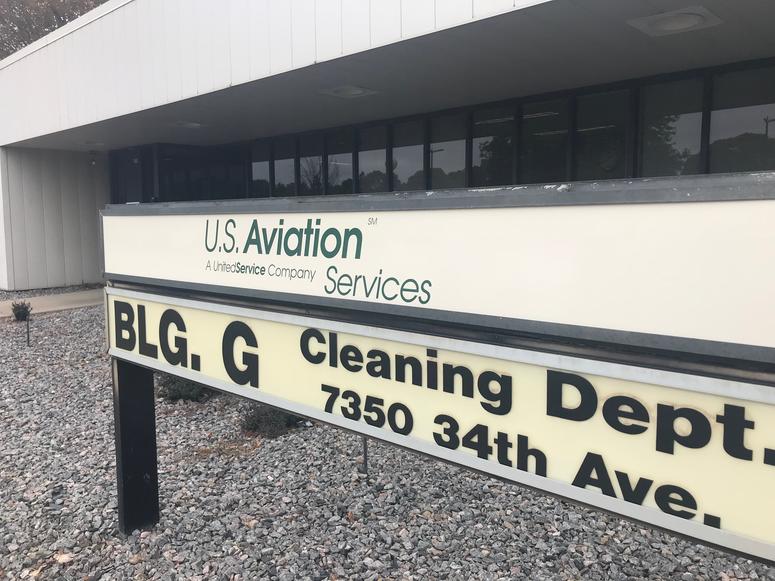 U.S. Aviation SM
A UnitedService Company Services
BLG. G Cleaning Dept.
7350 34th Ave.